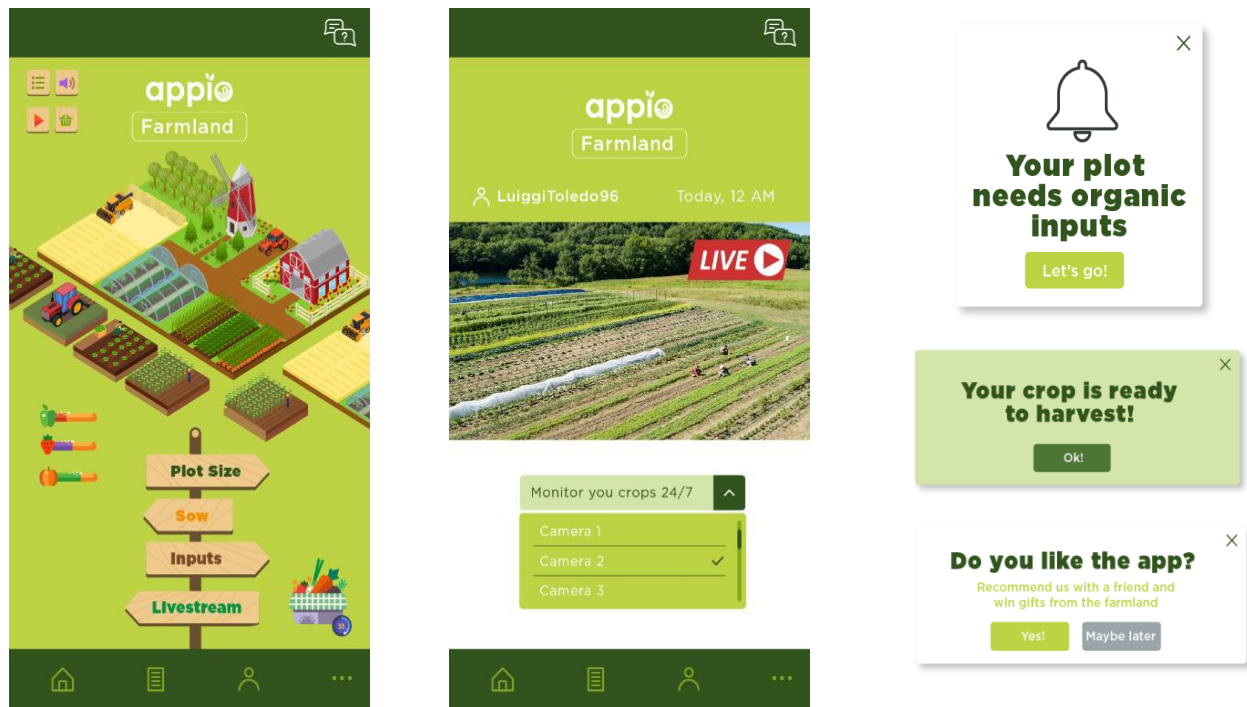 appio
Farmland
Plot Size
Sow
Inputs
Livestream
33
appio
Farmland
LuiggiToledo96
Today, 12 AM
LIVE
Monitor you crops 24/7
Camera 1
Camera 2
Camera 3
Your plot
needs organic
inputs
Let's go!
Your crop is ready
to harvest!
Ok!
Do you like the app?
Recommend us with a friend and
win gifts from the farmland
Yes!
Maybe later